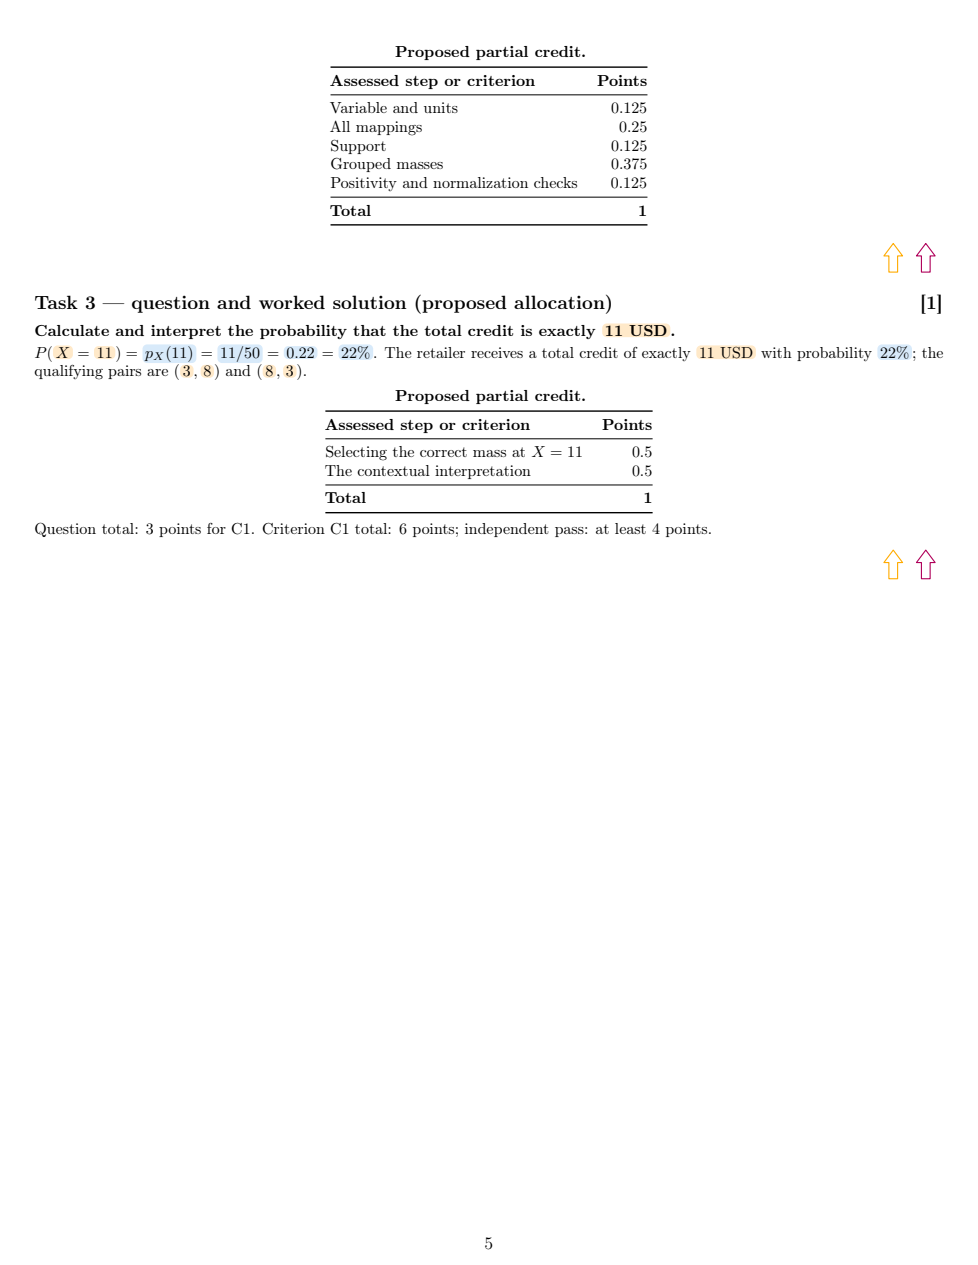 Proposed partial credit.
Assessed step or criterion Points
Variable and units 0.125
All mappings 0.25
Support 0.125
Grouped masses 0.375
Positivity and normalization checks 0.125
Total 1
Task 3 — question and worked solution (proposed allocation) [1]
Calculate and interpret the probability that the total credit is exactly 11 USD.
P(X = 11) = p_X(11) = 11/50 = 0.22 = 22%. The retailer receives a total credit of exactly 11 USD with probability 22%; the
qualifying pairs are (3, 8) and (8, 3).
Proposed partial credit.
Assessed step or criterion Points
Selecting the correct mass at X = 11 0.5
The contextual interpretation 0.5
Total 1
Question total: 3 points for C1. Criterion C1 total: 6 points; independent pass: at least 4 points.
5